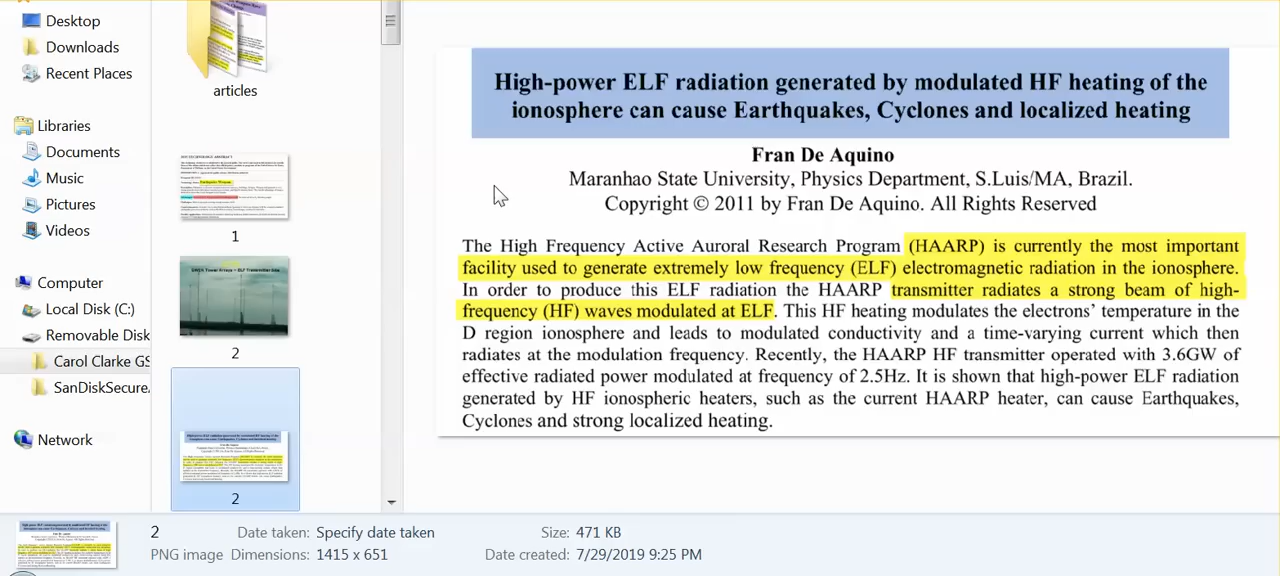 Desktop
Downloads
Recent Places
Libraries
Documents
Music
Pictures
Videos
Computer
Local Disk (C:)
Removable Disk
Carol Clarke GS
SanDiskSecure
Network
articles
1
2
2
High-power ELF radiation generated by modulated HF heating of the
ionosphere can cause Earthquakes, Cyclones and localized heating
Fran De Aquino
Maranhao State University, Physics Department, S.Luis/MA, Brazil.
Copyright © 2011 by Fran De Aquino. All Rights Reserved
The High Frequency Active Auroral Research Program (HAARP) is currently the most important
facility used to generate extremely low frequency (ELF) electromagnetic radiation in the ionosphere.
In order to produce this ELF radiation the HAARP transmitter radiates a strong beam of high-
frequency (HF) waves modulated at ELF. This HF heating modulates the electrons' temperature in the
D region ionosphere and leads to modulated conductivity and a time-varying current which then
radiates at the modulation frequency. Recently, the HAARP HF transmitter operated with 3.6GW of
effective radiated power modulated at frequency of 2.5Hz. It is shown that high-power ELF radiation
generated by HF ionospheric heaters, such as the current HAARP heater, can cause Earthquakes,
Cyclones and strong localized heating.
2 Date taken: Specify date taken Size: 471 KB
PNG image Dimensions: 1415 x 651 Date created: 7/29/2019 9:25 PM